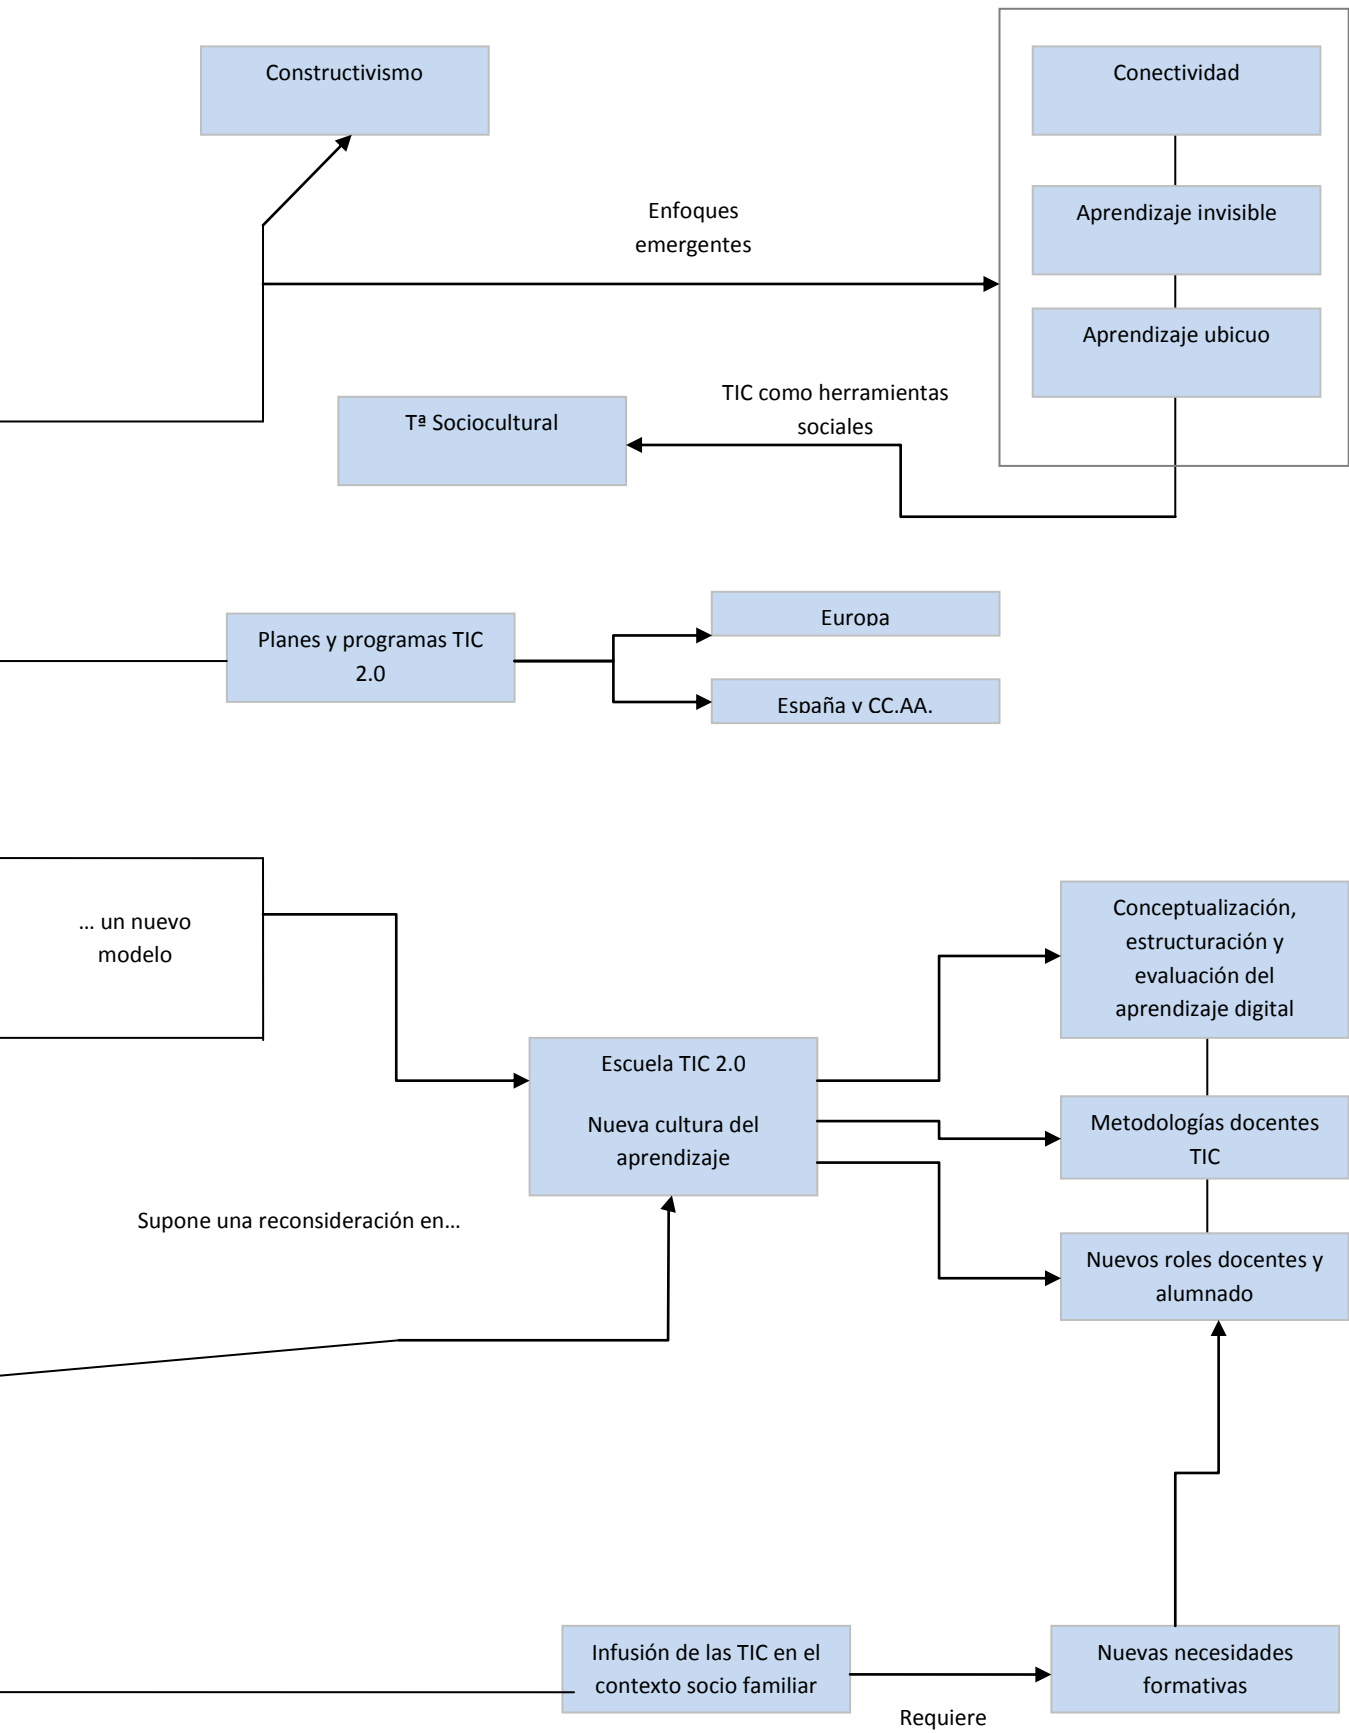 Constructivismo
Conectividad
Enfoques
emergentes
Aprendizaje invisible
Aprendizaje ubicuo
TIC como herramientas
sociales
Tª Sociocultural
Planes y programas TIC
2.0
Europa
España y CC.AA.
... un nuevo
modelo
Conceptualización,
estructuración y
evaluación del
aprendizaje digital
Escuela TIC 2.0
Nueva cultura del
aprendizaje
Metodologías docentes
TIC
Supone una reconsideración en...
Nuevos roles docentes y
alumnado
Infusión de las TIC en el
contexto socio familiar
Requiere
Nuevas necesidades
formativas